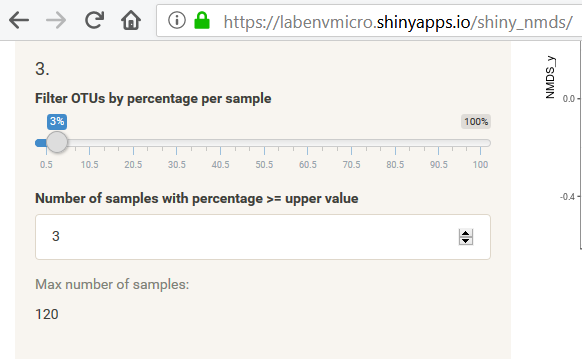 https://labenvmicro.shinyapps.io/shiny_nmds/
3.
Filter OTUs by percentage per sample
3% 100%
0.5 10.5 20.5 30.5 40.5 50.5 60.5 70.5 80.5 90.5 100
Number of samples with percentage >= upper value
3
Max number of samples:
120
NMDS_y
0.0
-0.4